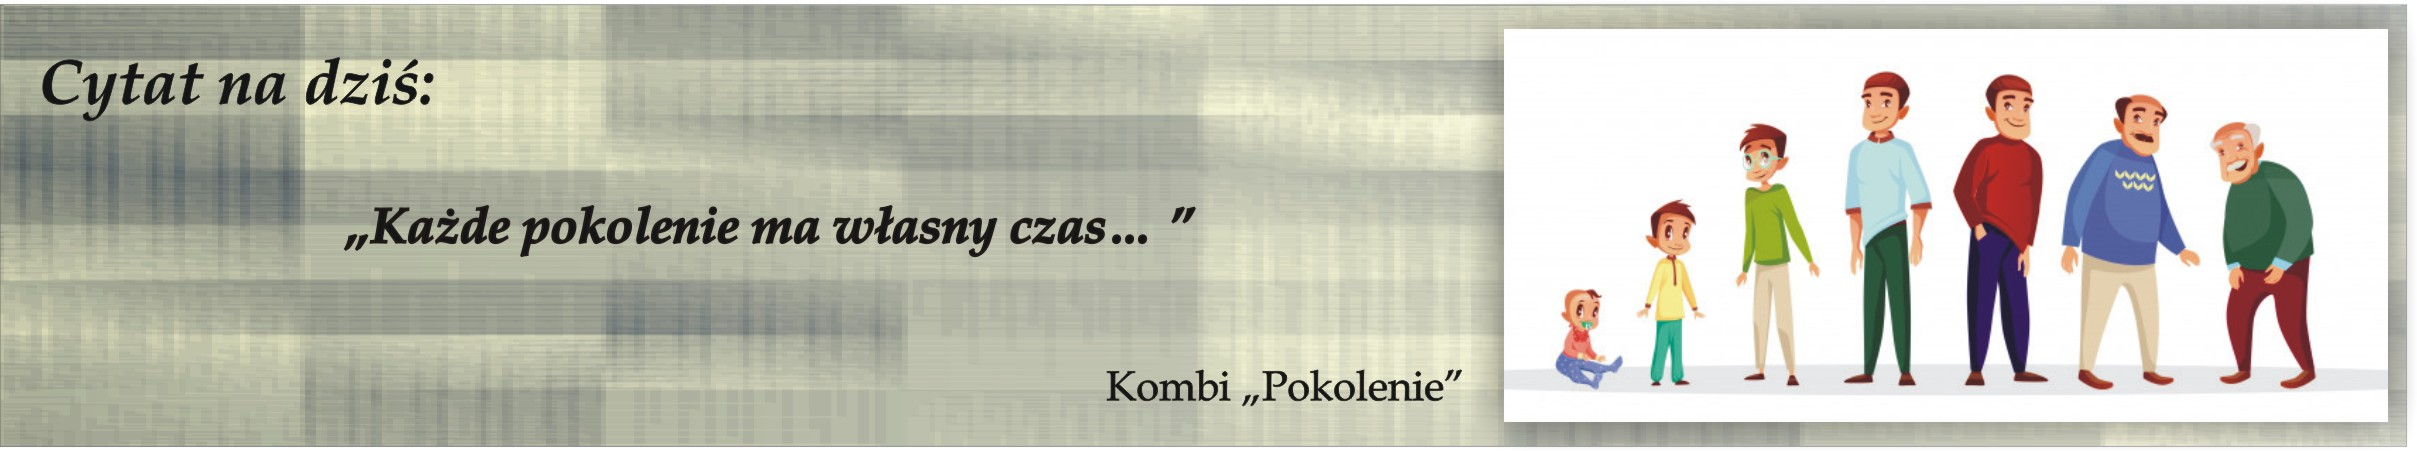 Cytat na dziś:
„Każde pokolenie ma własny czas... ”
Kombi „Pokolenie”